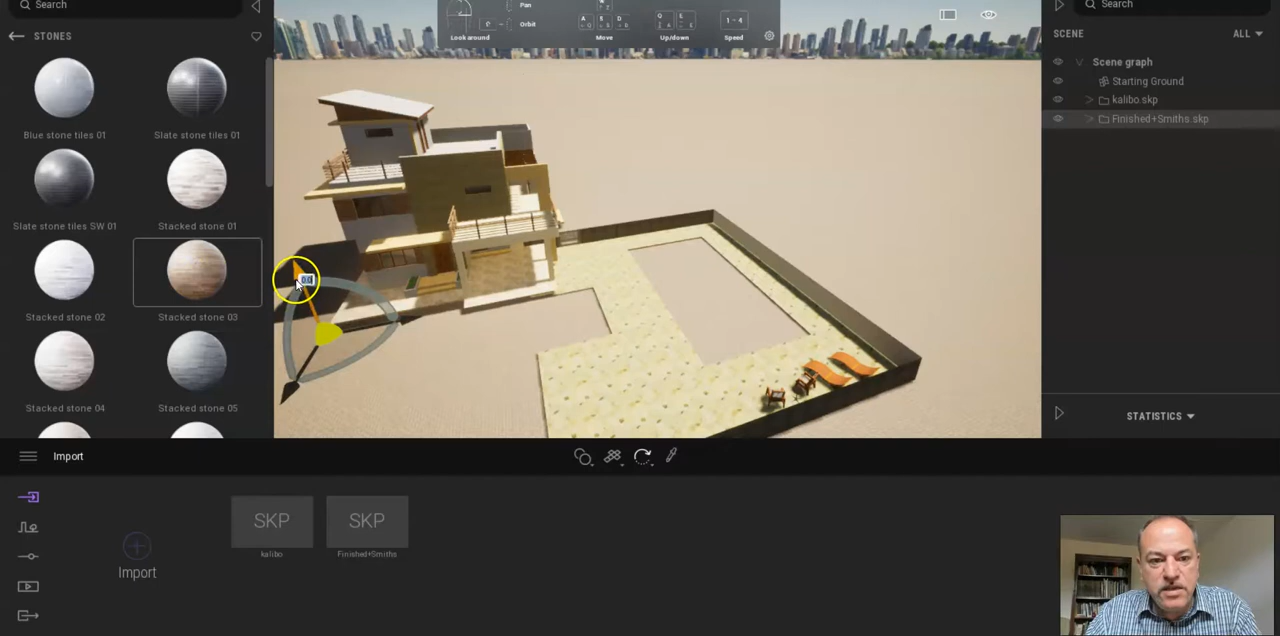 Search
STONES
Blue stone tiles 01
Slate stone tiles 01
Slate stone tiles SW 01
Stacked stone 01
Stacked stone 02
Stacked stone 03
Stacked stone 04
Stacked stone 05
Pan
Orbit
Look around
Move
Up/down
1 - 4
Speed
Search
SCENE
ALL
Scene graph
Starting Ground
kalibo.skp
Finished+Smiths.skp
STATISTICS
Import
Import
SKP
kalibo
SKP
Finished+Smiths